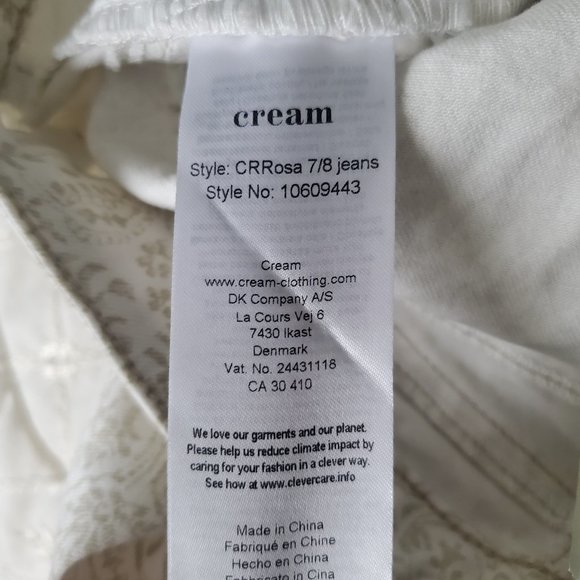 cream
Style: CRRosa 7/8 jeans
Style No: 10609443
Cream
www.cream-clothing.com
DK Company A/S
La Cours Vej 6
7430 Ikast
Denmark
Vat. No. 24431118
CA 30 410
We love our garments and our planet.
Please help us reduce climate impact by
caring for your fashion in a clever way.
See how at www.clevercare.info
Made in China
Fabriqué en Chine
Hecho en China
Fabbricato in Cina